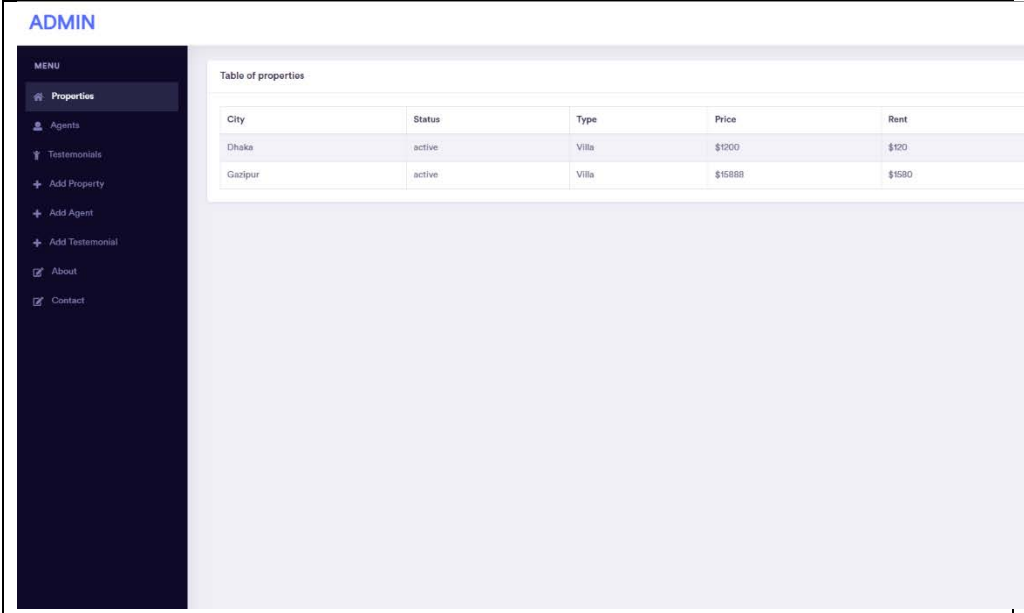 ADMIN
MENU
Properties
Agents
Testemonials
Add Property
Add Agent
Add Testemonial
About
Contact
Table of properties
City Status Type Price Rent
Dhaka active Villa $1200 $120
Gazipur active Villa $15888 $1580